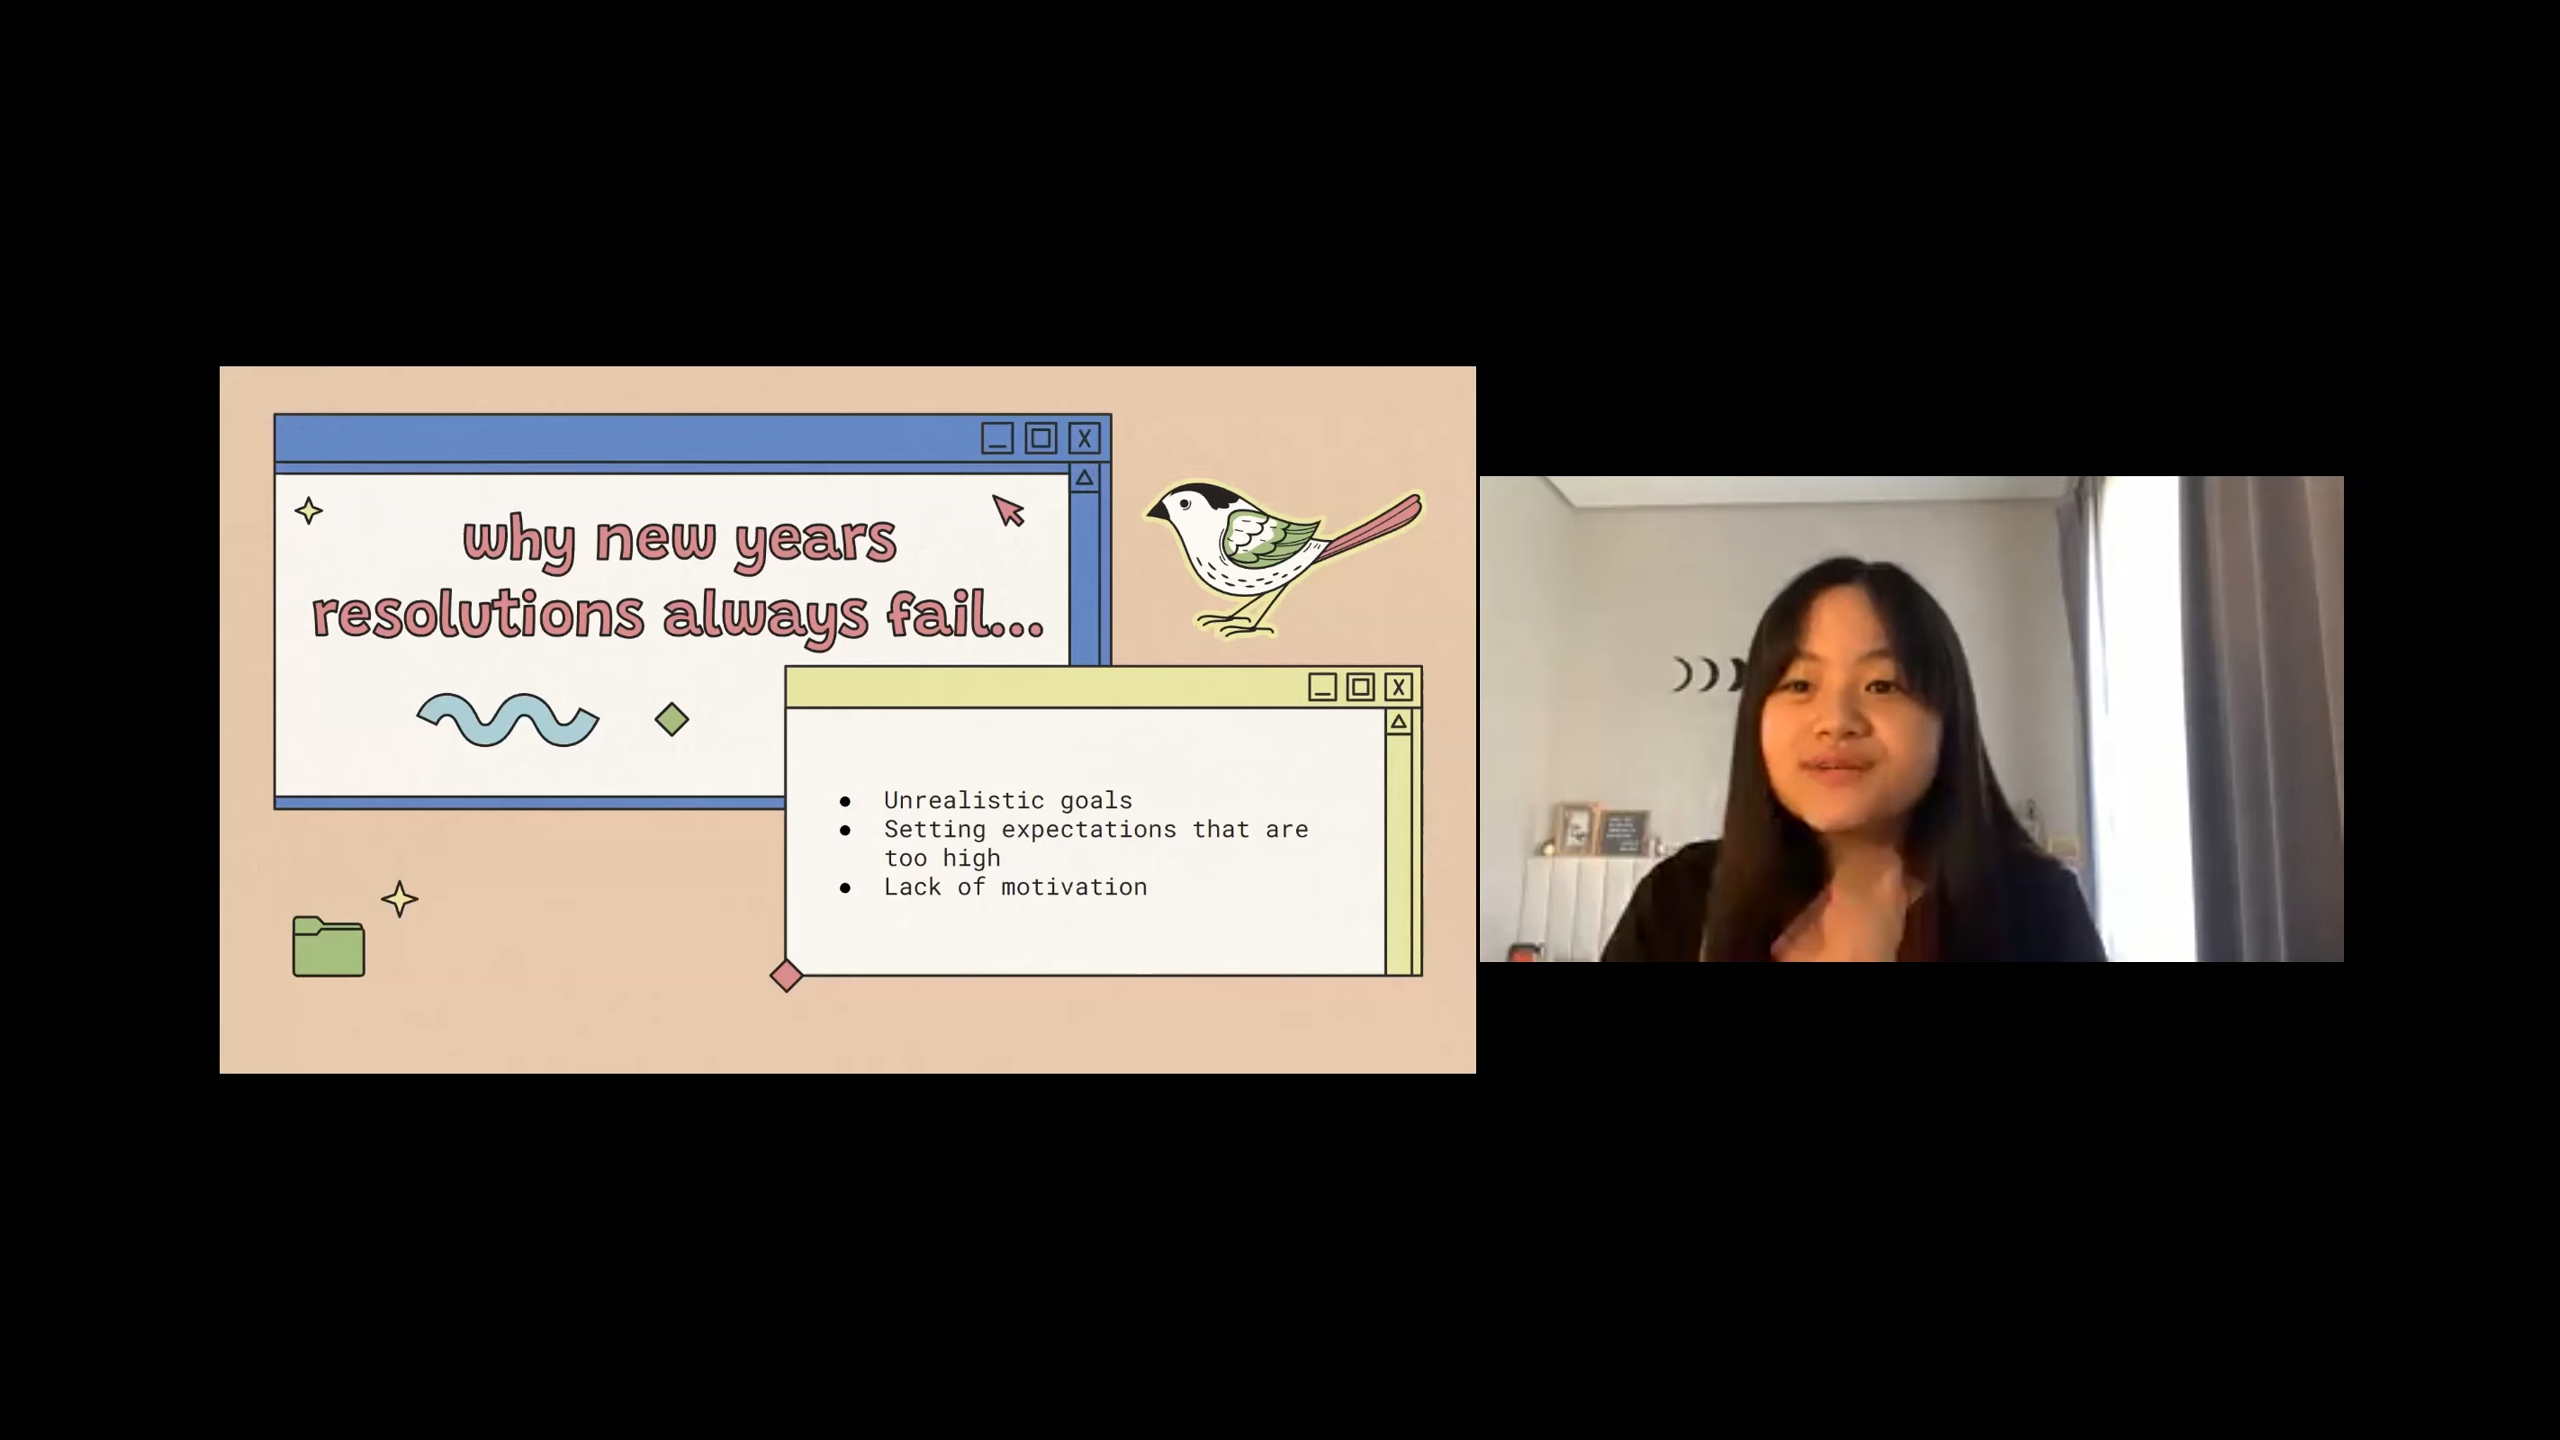 why new years
resolutions always fail...
● Unrealistic goals
● Setting expectations that are
too high
● Lack of motivation